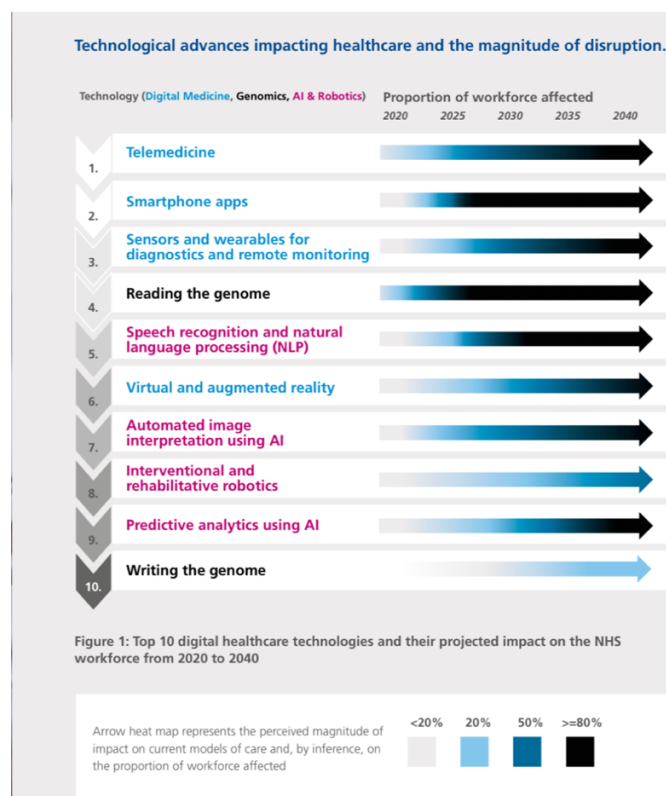 Technological advances impacting healthcare and the magnitude of disruption.
Technology (Digital Medicine, Genomics, AI & Robotics)
Proportion of workforce affected
2020 2025 2030 2035 2040
1.
Telemedicine
2.
Smartphone apps
3.
Sensors and wearables for
diagnostics and remote monitoring
4.
Reading the genome
5.
Speech recognition and natural
language processing (NLP)
6.
Virtual and augmented reality
7.
Automated image
interpretation using AI
8.
Interventional and
rehabilitative robotics
9.
Predictive analytics using AI
10.
Writing the genome
Figure 1: Top 10 digital healthcare technologies and their projected impact on the NHS
workforce from 2020 to 2040
Arrow heat map represents the perceived magnitude of
impact on current models of care and, by inference, on
the proportion of workforce affected
<20% 20% 50% >=80%